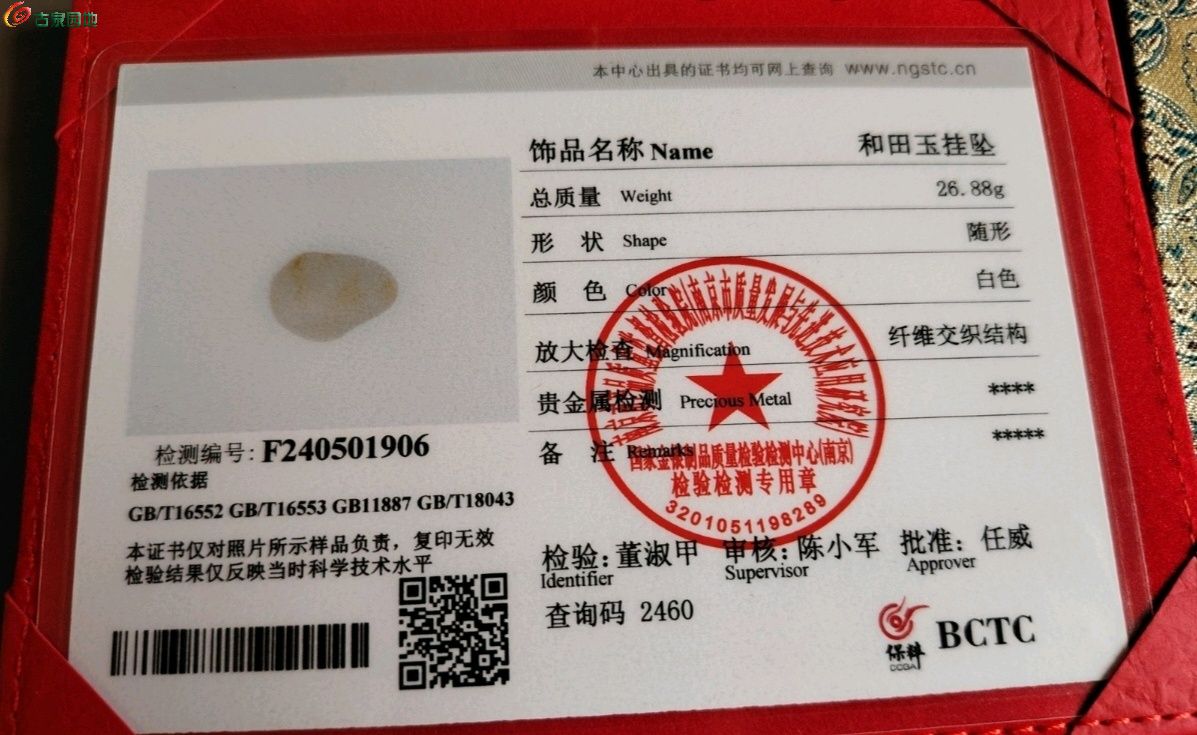 古泉园地
本中心出具的证书均可网上查询 www.ngstc.cn
饰品名称 Name 和田玉挂坠
总质量 Weight 26.88g
形 状 Shape 随形
颜 色 Color 白色
放大检查 Magnification 纤维交织结构
贵金属检测 Precious Metal ****
备 注 Remarks *****
国家金银制品质量检验检测中心(南京)
检验检测专用章
3201051198289
检测编号: F240501906
检测依据
GB/T16552 GB/T16553 GB11887 GB/T18043
本证书仅对照片所示样品负责，复印无效
检验结果仅反映当时科学技术水平
检验: 董淑甲 审核: 陈小军 批准: 任威
Identifier Supervisor Approver
查询码 2460
保粹
CCGA
BCTC